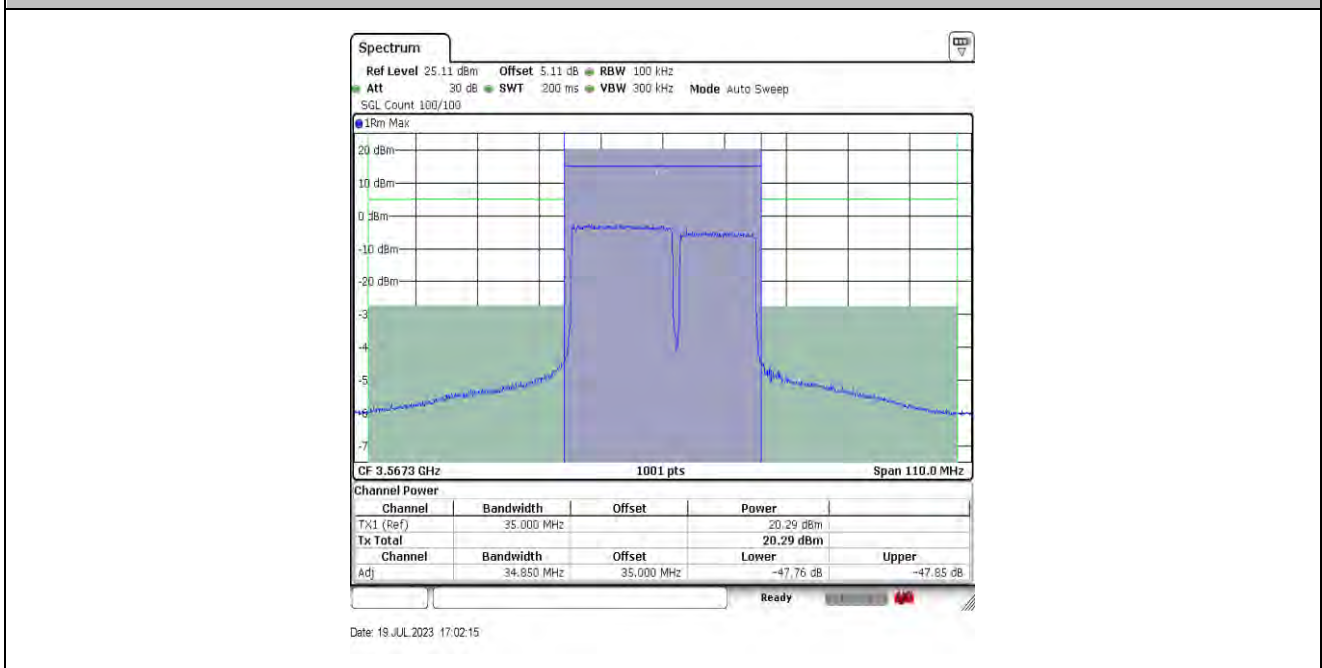 Spectrum
Ref Level 25.11 dBm Offset 5.11 dB RBW 100 kHz
Att 30 dB SWT 200 ms VBW 300 kHz Mode Auto Sweep
SGL Count 100/100
1Rm Max
20 dBm
10 dBm
0 dBm
-10 dBm
-20 dBm
-3
-4
-5
-6
-7
CF 3.5673 GHz 1001 pts Span 110.0 MHz
Channel Power
Channel Bandwidth Offset Power
TX1 (Ref) 35.000 MHz 20.29 dBm
Tx Total 20.29 dBm
Channel Bandwidth Offset Lower Upper
Adj 34.850 MHz 35.000 MHz -47.76 dB -47.85 dB
Ready
Date: 19.JUL.2023 17:02:15